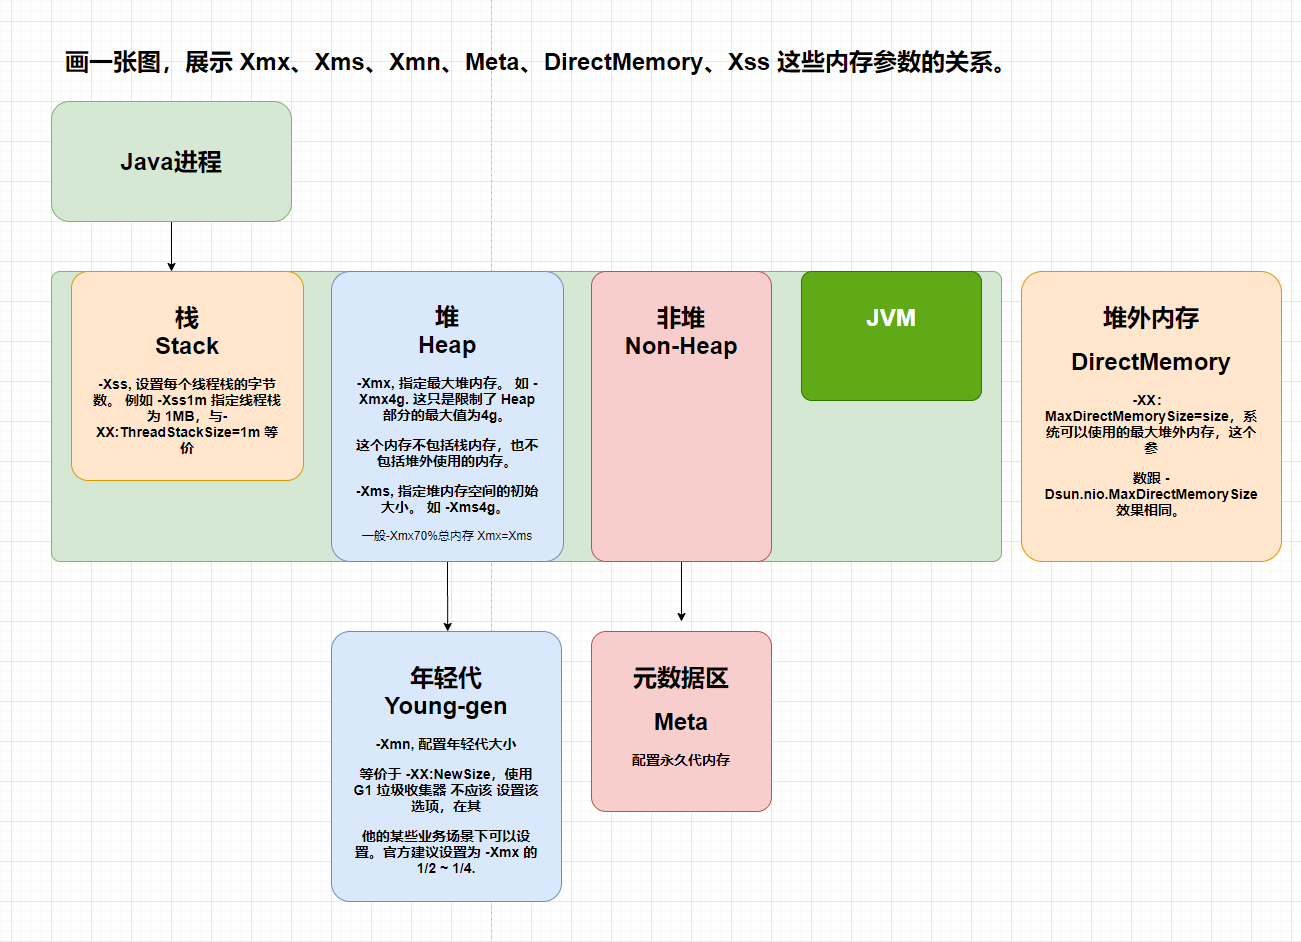 画一张图，展示 Xmx、Xms、Xmn、Meta、DirectMemory、Xss 这些内存参数的关系。
Java进程
栈
Stack
-Xss, 设置每个线程栈的字节
数。 例如 -Xss1m 指定线程栈
为 1MB，与-
XX:ThreadStackSize=1m 等
价
堆
Heap
-Xmx, 指定最大堆内存。 如 -
Xmx4g. 这只是限制了 Heap
部分的最大值为4g。
这个内存不包括栈内存，也不
包括堆外使用的内存。
-Xms, 指定堆内存空间的初始
大小。 如 -Xms4g。
一般-Xmx70%总内存 Xmx=Xms
非堆
Non-Heap
JVM
堆外内存
DirectMemory
-XX：
MaxDirectMemorySize=size，系
统可以使用的最大堆外内存，这个
参
数跟 -
Dsun.nio.MaxDirectMemorySize
效果相同。
年轻代
Young-gen
-Xmn, 配置年轻代大小
等价于 -XX:NewSize，使用
G1 垃圾收集器 不应该 设置该
选项，在其
他的某些业务场景下可以设
置。官方建议设置为 -Xmx 的
1/2 ~ 1/4.
元数据区
Meta
配置永久代内存